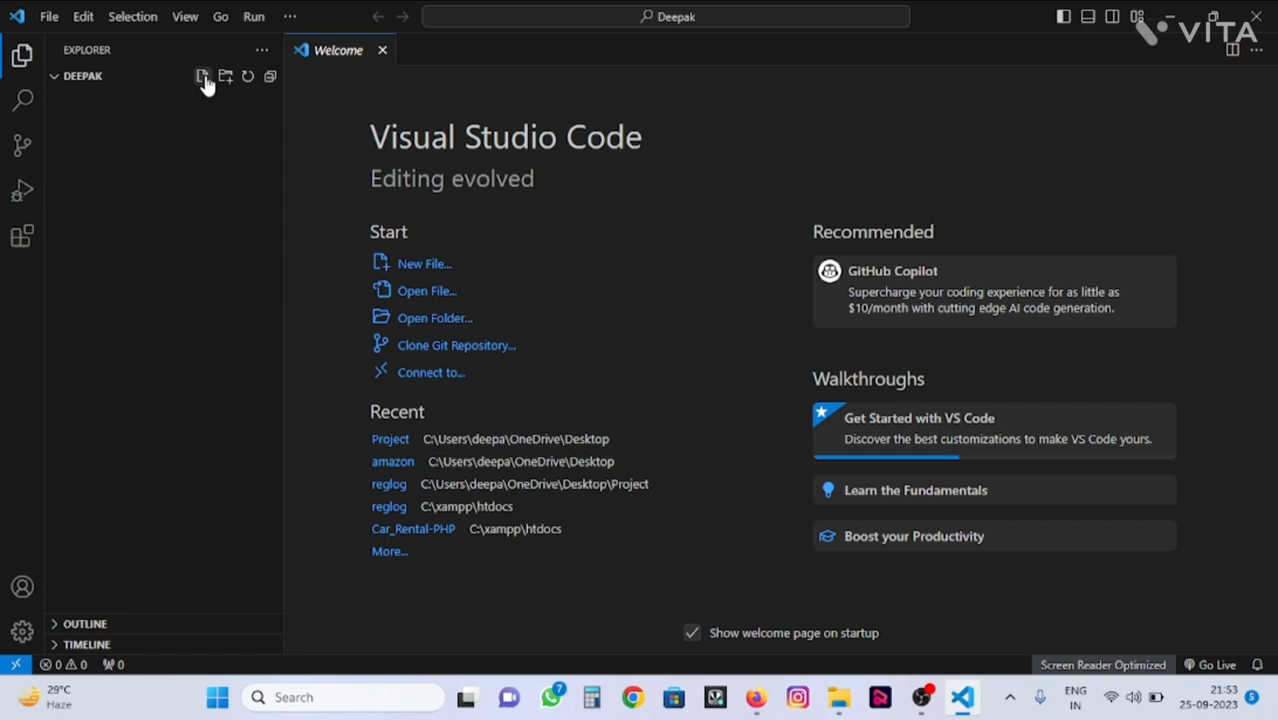 File Edit Selection View Go Run ...
Deepak
VITA
EXPLORER
Welcome
DEEPAK
Visual Studio Code
Editing evolved
Start
New File...
Open File...
Open Folder...
Clone Git Repository...
Connect to...
Recent
Project C:\Users\deepa\OneDrive\Desktop
amazon C:\Users\deepa\OneDrive\Desktop
reglog C:\Users\deepa\OneDrive\Desktop\Project
reglog C:\xampp\htdocs
Car_Rental-PHP C:\xampp\htdocs
More...
Recommended
GitHub Copilot
Supercharge your coding experience for as little as
$10/month with cutting edge AI code generation.
Walkthroughs
Get Started with VS Code
Discover the best customizations to make VS Code yours.
Learn the Fundamentals
Boost your Productivity
Show welcome page on startup
OUTLINE
TIMELINE
0 0 0
Screen Reader Optimized
Go Live
29°C
Haze
Search
7
ENG
IN
21:53
25-09-2023
5